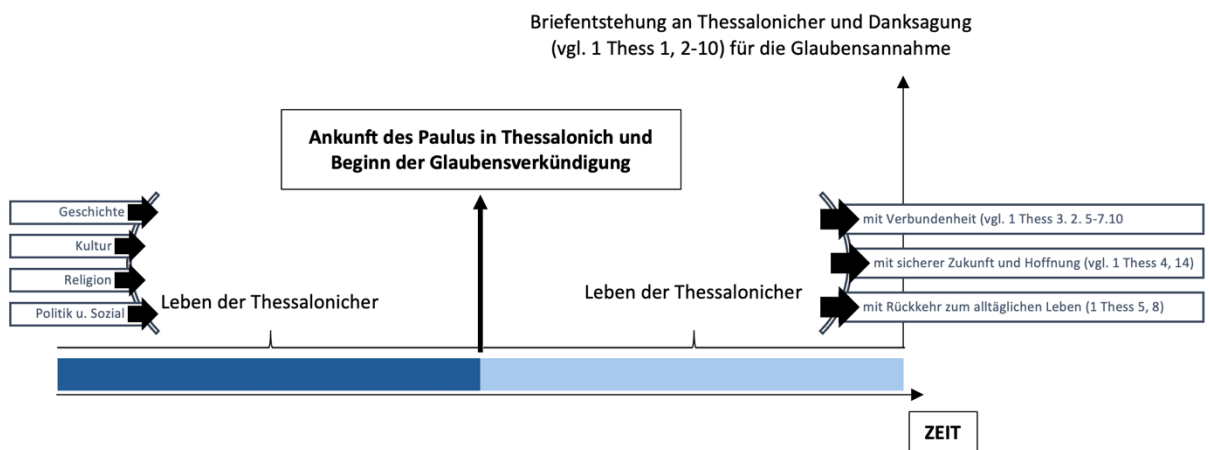 Briefentstehung an Thessalonicher und Danksagung
(vgl. 1 Thess 1, 2-10) für die Glaubensannahme
Ankunft des Paulus in Thessalonich und
Beginn der Glaubensverkündigung
Geschichte
Kultur
Religion
Politik u. Sozial
Leben der Thessalonicher
Leben der Thessalonicher
mit Verbundenheit (vgl. 1 Thess 3. 2. 5-7.10
mit sicherer Zukunft und Hoffnung (vgl. 1 Thess 4, 14)
mit Rückkehr zum alltäglichen Leben (1 Thess 5, 8)
ZEIT